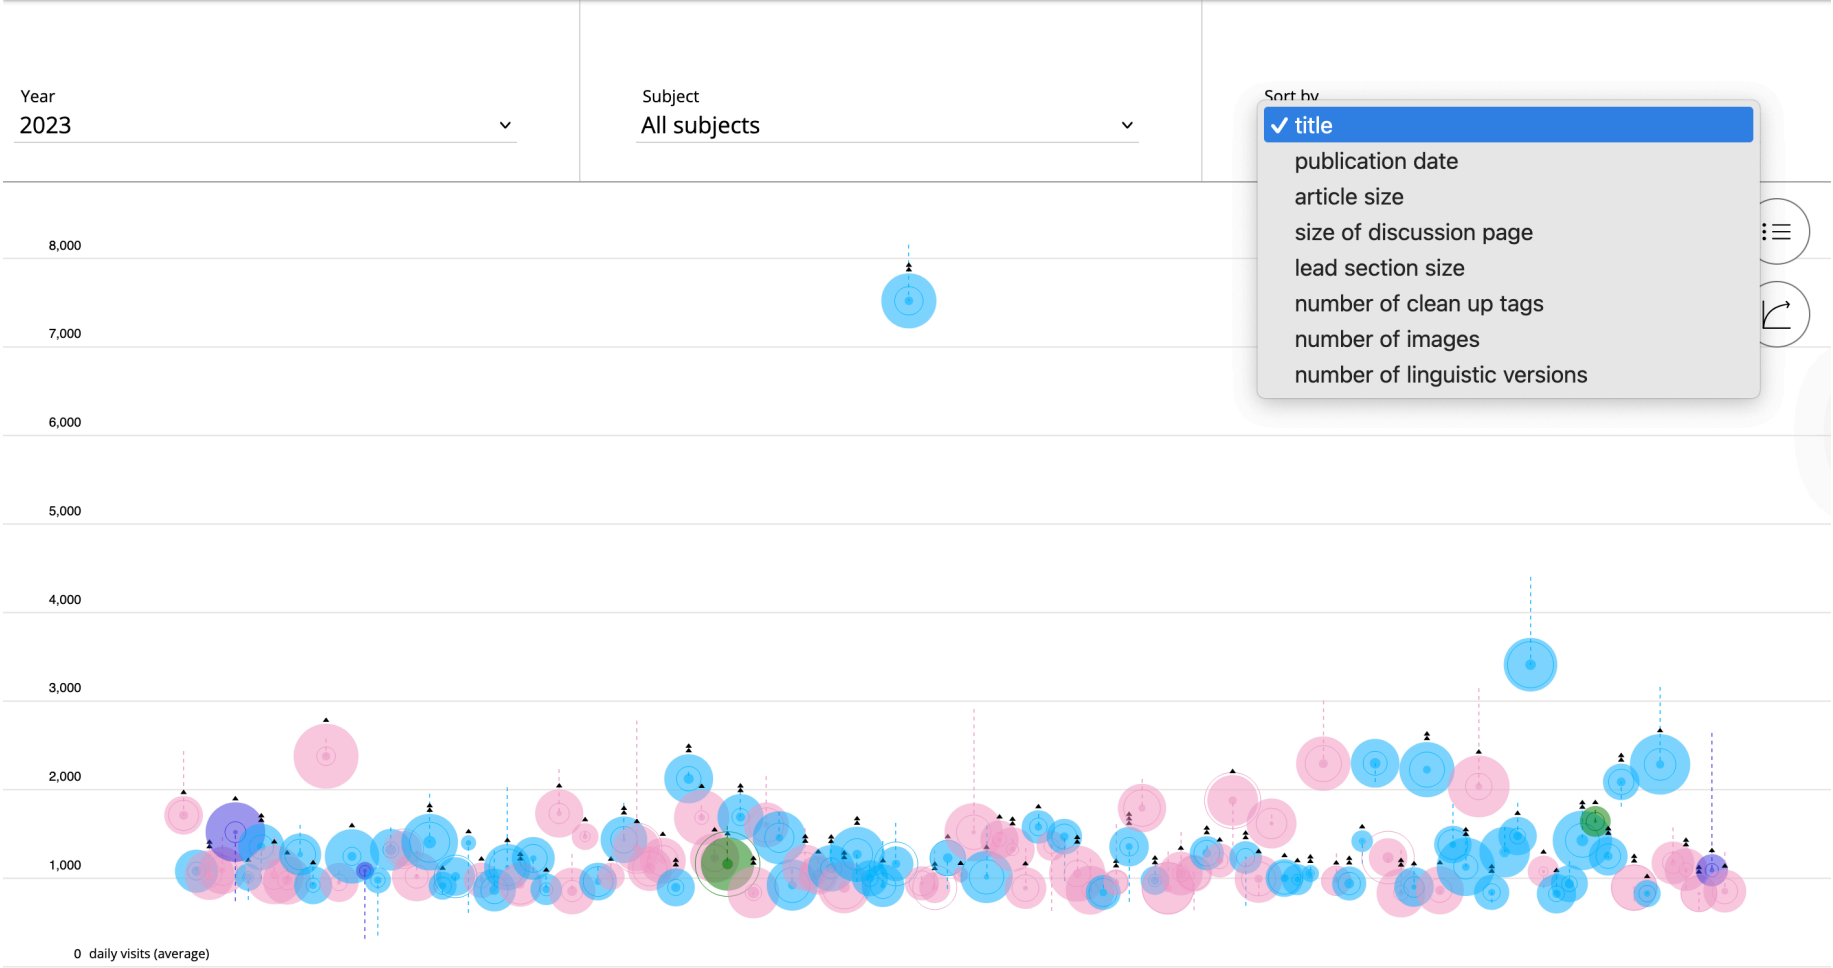 Year
2023
Subject
All subjects
Sort by
title
publication date
article size
size of discussion page
lead section size
number of clean up tags
number of images
number of linguistic versions
8,000
7,000
6,000
5,000
4,000
3,000
2,000
1,000
0 daily visits (average)